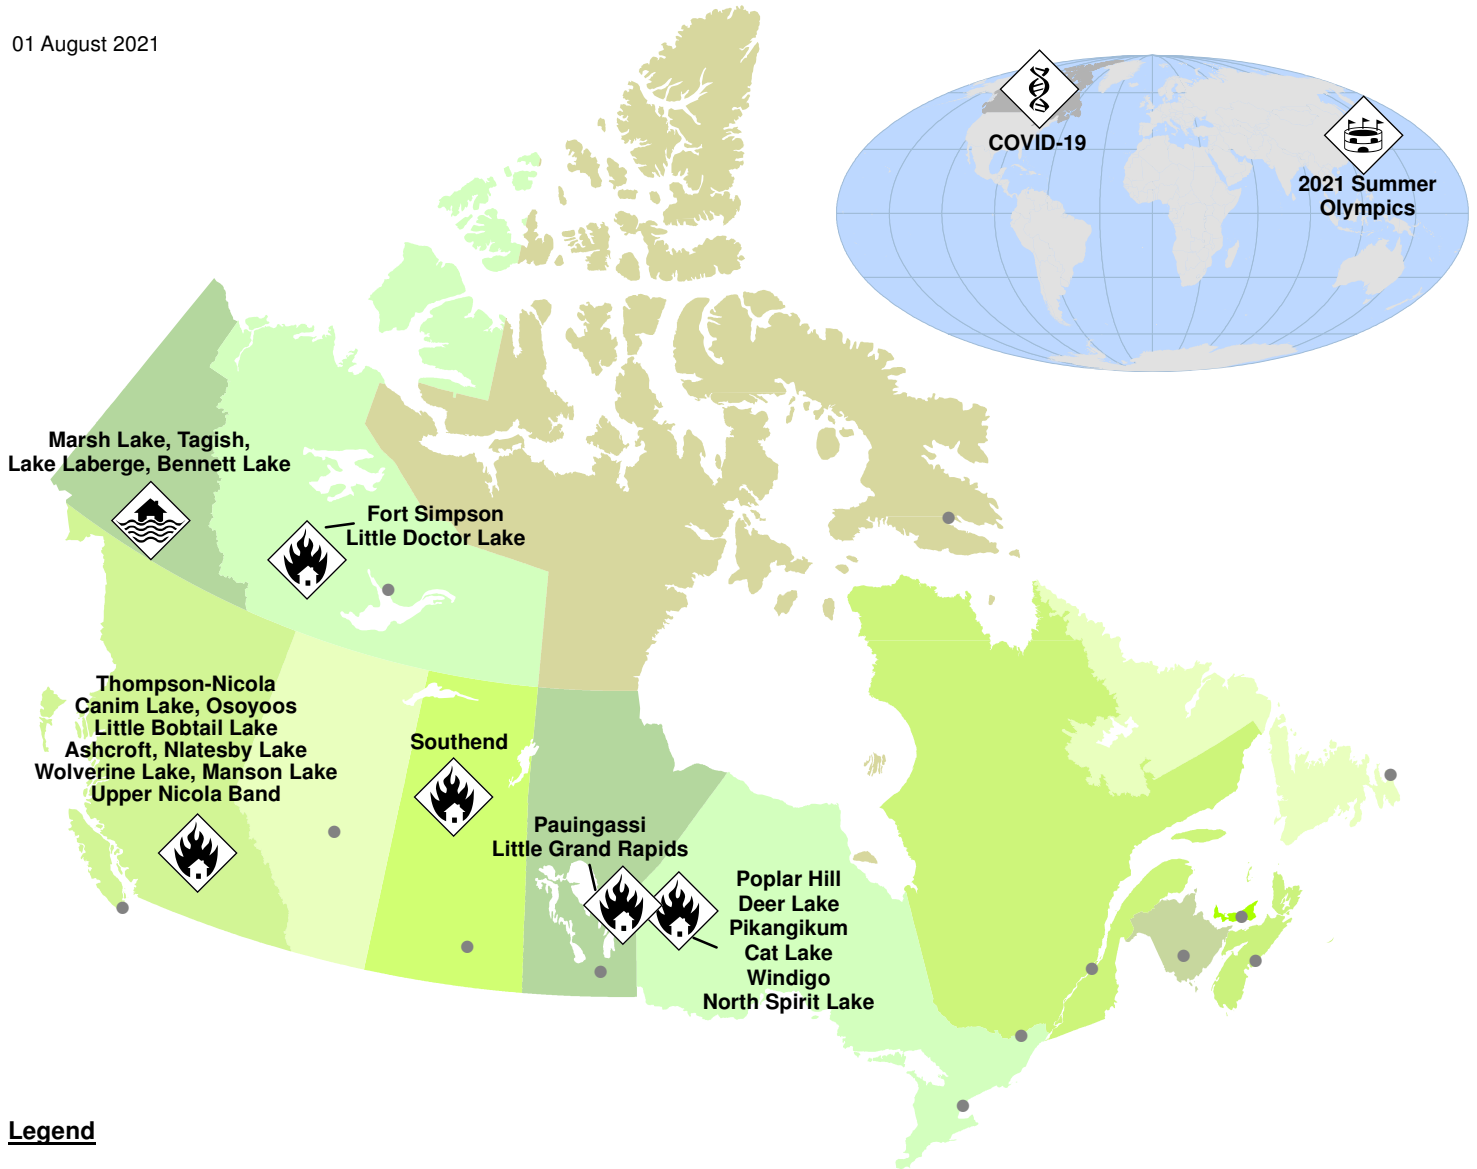 01 August 2021
COVID-19
2021 Summer
Olympics
Marsh Lake, Tagish,
Lake Laberge, Bennett Lake
Fort Simpson
Little Doctor Lake
Thompson-Nicola
Canim Lake, Osoyoos
Little Bobtail Lake
Ashcroft, Nlatesby Lake
Wolverine Lake, Manson Lake
Upper Nicola Band
Southend
Pauingassi
Little Grand Rapids
Poplar Hill
Deer Lake
Pikangikum
Cat Lake
Windigo
North Spirit Lake
Legend